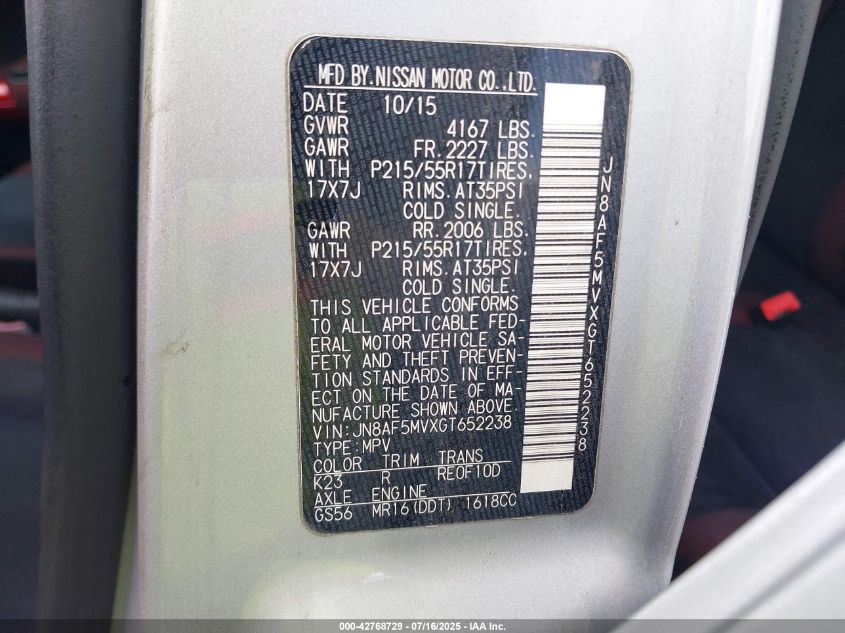 MFD BY.NISSAN MOTOR CO.,LTD.
DATE 10/15
GVWR 4167 LBS.
GAWR FR.2227 LBS.
WITH P215/55R17TIRES.
17X7J RIMS.AT35PSI
COLD SINGLE.
GAWR RR.2006 LBS.
WITH P215/55R17TIRES.
17X7J RIMS.AT35PSI
COLD SINGLE.
THIS VEHICLE CONFORMS
TO ALL APPLICABLE FED-
ERAL MOTOR VEHICLE SA-
FETY AND THEFT PREVEN-
TION STANDARDS IN EFF-
ECT ON THE DATE OF MA-
NUFACTURE SHOWN ABOVE.
VIN:JN8AF5MVXGT652238
TYPE:MPV
COLOR TRIM TRANS
K23 R RE0F10D
AXLE ENGINE
GS56 MR16(DDT) 1618CC
JN8AF5MVXGT652238
000-42768729 - 07/16/2025 - IAA Inc.